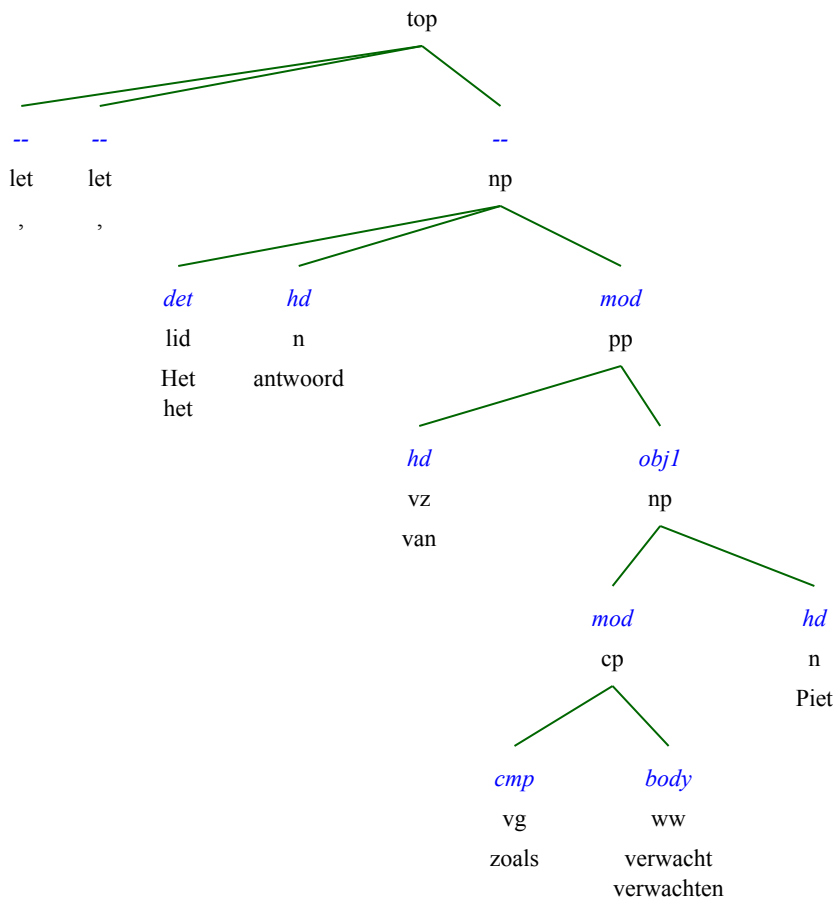 top
-- -- --
let let np
, ,
det hd mod
lid n pp
Het antwoord
het
hd obj1
vz np
van
mod hd
cp n
Piet
cmp body
vg ww
zoals verwacht
verwachten